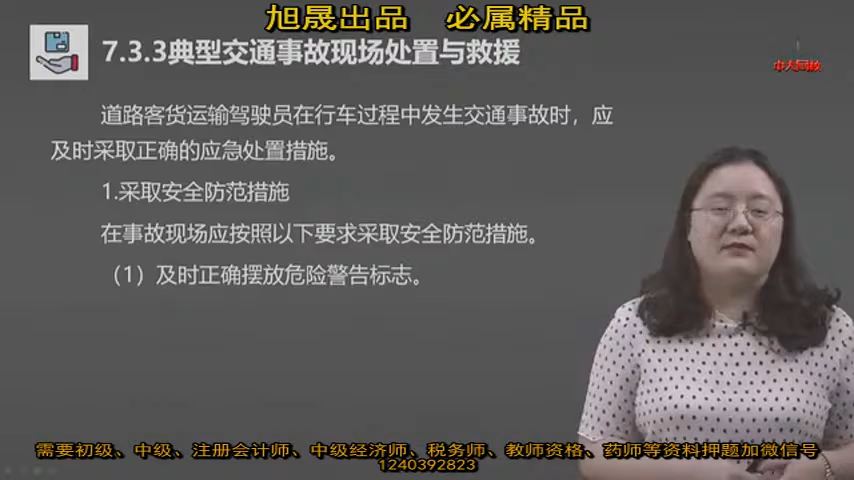 旭晟出品 必属精品
7.3.3典型交通事故现场处置与救援
道路客货运输驾驶员在行车过程中发生交通事故时，应
及时采取正确的应急处置措施。
1.采取安全防范措施
在事故现场应按照以下要求采取安全防范措施。
（1）及时正确摆放危险警告标志。
需要初级、中级、注册会计师、中级经济师、税务师、教师资格、药师等资料押题加微信号
1240392823